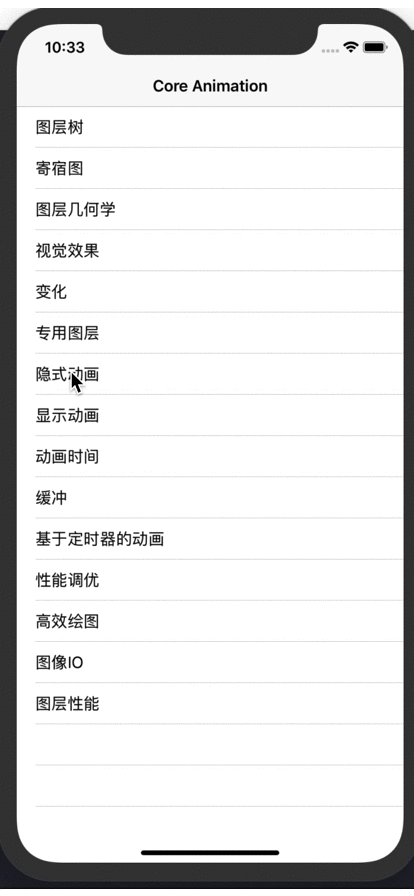 10:33
Core Animation
图层树
寄宿图
图层几何学
视觉效果
变化
专用图层
隐式动画
显示动画
动画时间
缓冲
基于定时器的动画
性能调优
高效绘图
图像IO
图层性能